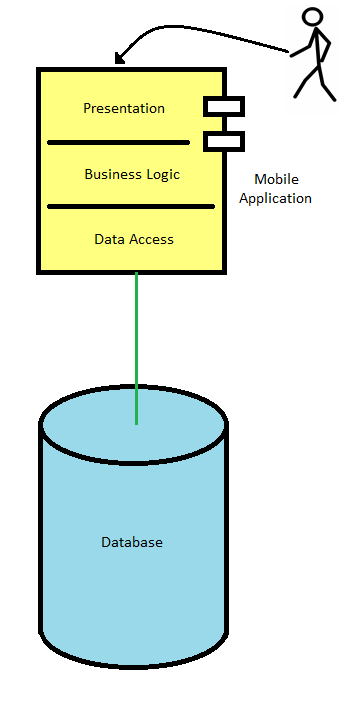 Presentation
Business Logic
Mobile
Application
Data Access
Database